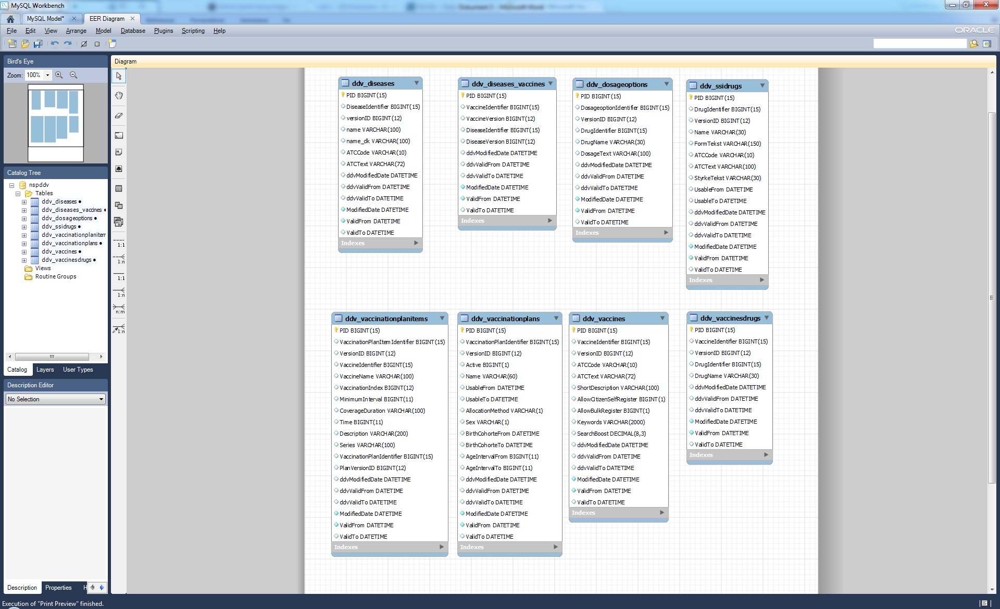 MySQL Workbench
MySQL Model*
EER Diagram
File Edit View Arrange Model Database Plugins Scripting Help
ORACLE
Bird's Eye
Zoom: 100%
Catalog Tree
nspddv
Tables
ddv_diseases
ddv_diseases_vaccines
ddv_dosageoptions
ddv_ssidrugs
ddv_vaccinationplanitem
ddv_vaccinationplans
ddv_vaccines
ddv_vaccinesdrugs
Views
Routine Groups
Catalog Layers User Types
Description Editor
No Selection
Description Properties H
Execution of "Print Preview" finished.
1:1
1:n
1:1
1:n
n:m
1:n
Diagram
ddv_diseases
PID BIGINT(15)
DiseaseIdentifier BIGINT(15)
versionID BIGINT(12)
name VARCHAR(100)
name_dk VARCHAR(100)
ATCCode VARCHAR(10)
ATCText VARCHAR(72)
ddvModifiedDate DATETIME
ddvValidFrom DATETIME
ddvValidTo DATETIME
ModifiedDate DATETIME
ValidFrom DATETIME
ValidTo DATETIME
Indexes
ddv_diseases_vaccines
PID BIGINT(15)
VaccineIdentifier BIGINT(15)
VaccineVersion BIGINT(12)
DiseaseIdentifier BIGINT(15)
DiseaseVersion BIGINT(12)
ddvModifiedDate DATETIME
ddvValidFrom DATETIME
ddvValidTo DATETIME
ModifiedDate DATETIME
ValidFrom DATETIME
ValidTo DATETIME
Indexes
ddv_dosageoptions
PID BIGINT(15)
DosageoptionIdentifier BIGINT(15)
VersionID BIGINT(12)
DrugIdentifier BIGINT(15)
DrugName VARCHAR(30)
DosageText VARCHAR(100)
ddvModifiedDate DATETIME
ddvValidFrom DATETIME
ddvValidTo DATETIME
ModifiedDate DATETIME
ValidFrom DATETIME
ValidTo DATETIME
Indexes
ddv_ssidrugs
PID BIGINT(15)
DrugIdentifier BIGINT(15)
VersionID BIGINT(12)
Name VARCHAR(30)
FormTekst VARCHAR(150)
ATCCode VARCHAR(10)
ATCText VARCHAR(100)
StyrkeTekst VARCHAR(30)
UsableFrom DATETIME
UsableTo DATETIME
ddvModifiedDate DATETIME
ddvValidFrom DATETIME
ddvValidTo DATETIME
ModifiedDate DATETIME
ValidFrom DATETIME
ValidTo DATETIME
Indexes
ddv_vaccinationplanitems
PID BIGINT(15)
VaccinationPlanItemIdentifier BIGINT(15)
VersionID BIGINT(12)
VaccineIdentifier BIGINT(15)
VaccineName VARCHAR(100)
VaccinationIndex BIGINT(12)
MinimumInterval BIGINT(11)
CoverageDuration VARCHAR(100)
Time BIGINT(11)
Description VARCHAR(200)
Series VARCHAR(100)
VaccinationPlanIdentifier BIGINT(15)
PlanVersionID BIGINT(12)
ddvModifiedDate DATETIME
ddvValidFrom DATETIME
ddvValidTo DATETIME
ModifiedDate DATETIME
ValidFrom DATETIME
ValidTo DATETIME
Indexes
ddv_vaccinationplans
PID BIGINT(15)
VaccinationPlanIdentifier BIGINT(15)
VersionID BIGINT(12)
Active BIGINT(1)
Name VARCHAR(60)
UsableFrom DATETIME
UsableTo DATETIME
AllocationMethod VARCHAR(1)
Sex VARCHAR(1)
BirthCohorteFrom DATETIME
BirthCohorteTo DATETIME
AgeIntervalFrom BIGINT(11)
AgeIntervalTo BIGINT(11)
ddvModifiedDate DATETIME
ddvValidFrom DATETIME
ddvValidTo DATETIME
ModifiedDate DATETIME
ValidFrom DATETIME
ValidTo DATETIME
Indexes
ddv_vaccines
PID BIGINT(15)
VaccineIdentifier BIGINT(15)
VersionID BIGINT(12)
ATCCode VARCHAR(10)
ATCText VARCHAR(72)
ShortDescription VARCHAR(100)
AllowCitizenSelfRegister BIGINT(1)
AllowBulkRegister BIGINT(1)
Keywords VARCHAR(2000)
SearchBoost DECIMAL(8,3)
ddvModifiedDate DATETIME
ddvValidFrom DATETIME
ddvValidTo DATETIME
ModifiedDate DATETIME
ValidFrom DATETIME
ValidTo DATETIME
Indexes
ddv_vaccinesdrugs
PID BIGINT(15)
VaccineIdentifier BIGINT(15)
VersionID BIGINT(12)
DrugIdentifier BIGINT(15)
DrugName VARCHAR(30)
ddvModifiedDate DATETIME
ddvValidFrom DATETIME
ddvValidTo DATETIME
ModifiedDate DATETIME
ValidFrom DATETIME
ValidTo DATETIME
Indexes